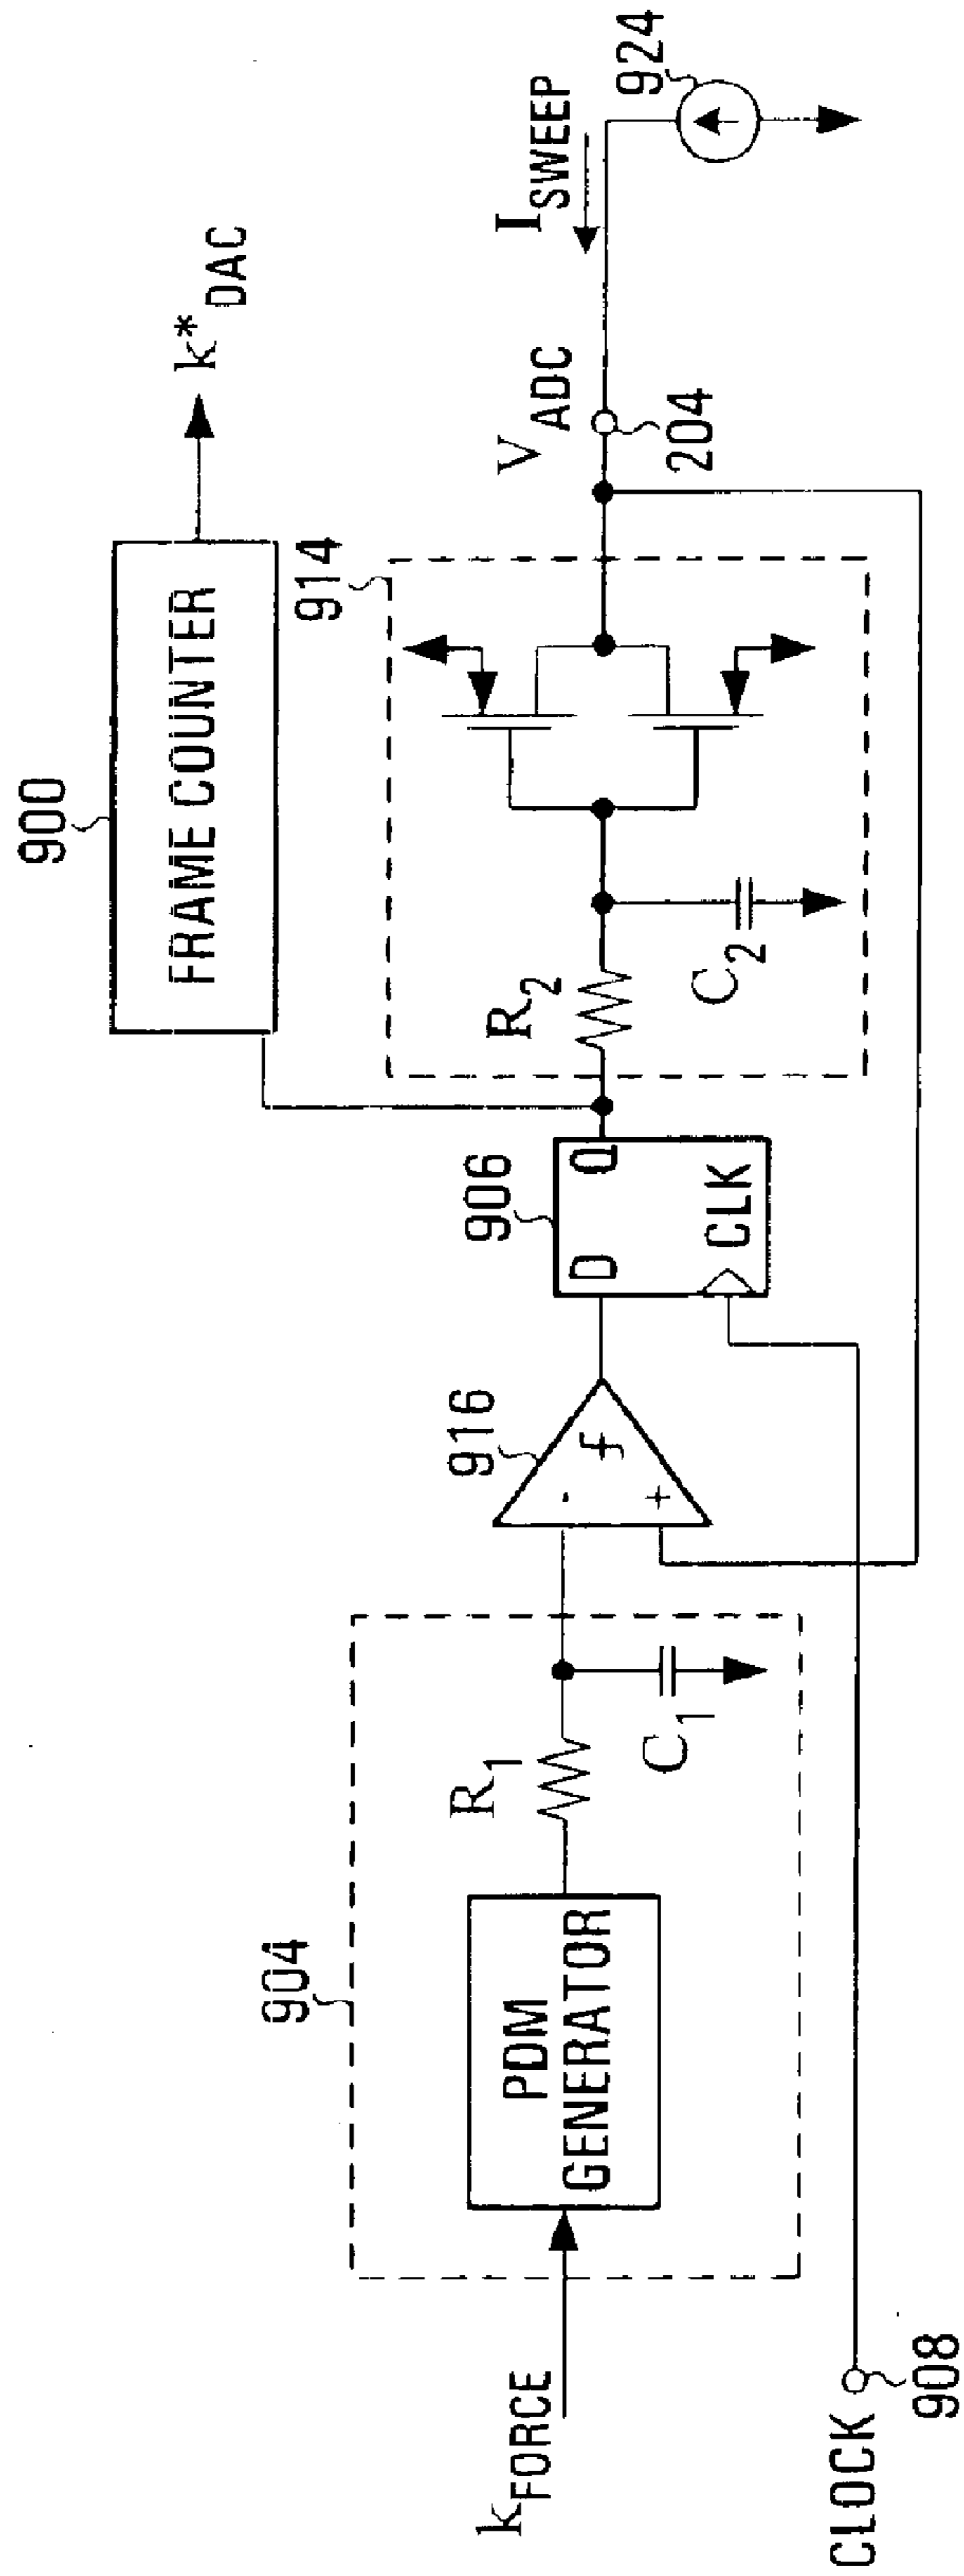 900
FRAME COUNTER
k*DAC
904
916
906
914
924
kFORCE
PDM
GENERATOR
R1
C1
-
+
f
D
Q
CLK
R2
C2
VADC
204
ISWEEP
CLOCK
908